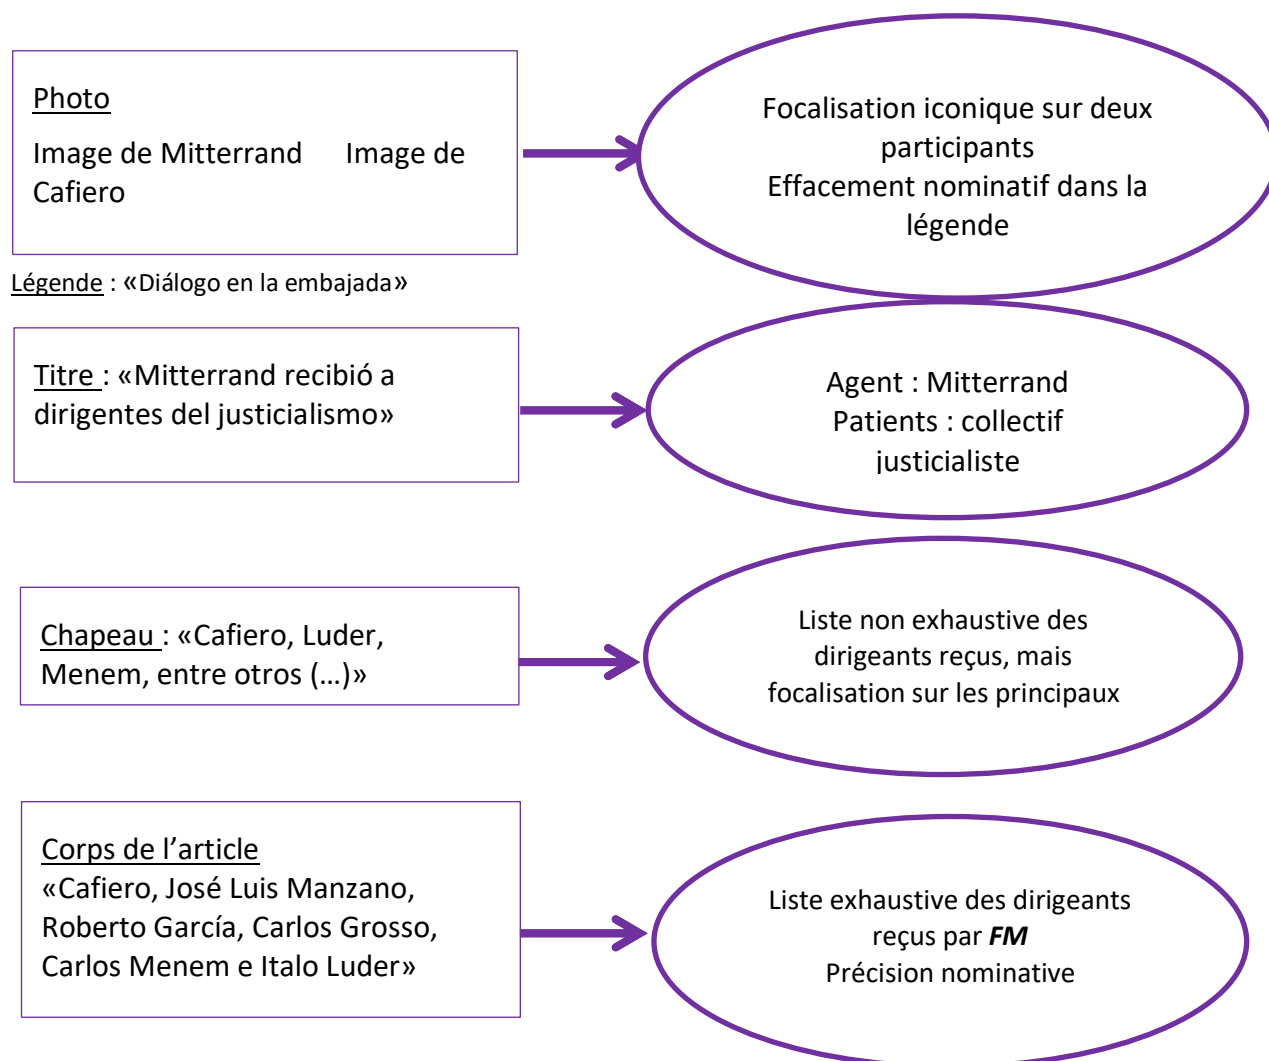 Photo
Image de Mitterrand Image de
Cafiero
Focalisation iconique sur deux
participants
Effacement nominatif dans la
légende
Légende : «Diálogo en la embajada»
Titre : «Mitterrand recibió a
dirigentes del justicialismo»
Agent : Mitterrand
Patients : collectif
justicialiste
Chapeau : «Cafiero, Luder,
Menem, entre otros (…)»
Liste non exhaustive des
dirigeants reçus, mais
focalisation sur les principaux
Corps de l’article
«Cafiero, José Luis Manzano,
Roberto García, Carlos Grosso,
Carlos Menem e Italo Luder»
Liste exhaustive des dirigeants
reçus par FM
Précision nominative